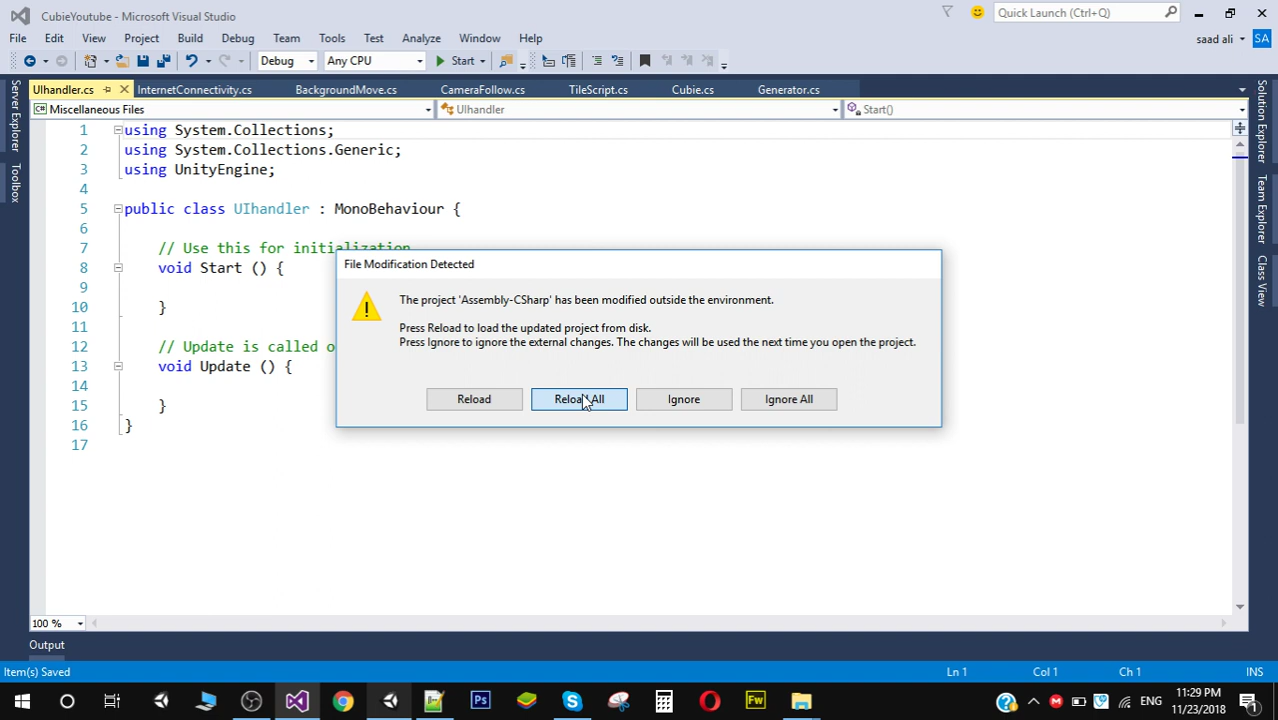 CubieYoutube - Microsoft Visual Studio
Quick Launch (Ctrl+Q)
File Edit View Project Build Debug Team Tools Test Analyze Window Help
saad ali SA
Debug Any CPU Start
UIhandler.cs InternetConnectivity.cs BackgroundMove.cs CameraFollow.cs TileScript.cs Cubie.cs Generator.cs
C# Miscellaneous Files UIhandler Start()
Server Explorer
Toolbox
Solution Explorer
Team Explorer
Class View
1 using System.Collections;
2 using System.Collections.Generic;
3 using UnityEngine;
4
5 public class UIhandler : MonoBehaviour {
6
7 // Use this for initialization
8 void Start () {
9
10 }
11
12 // Update is called o
13 void Update () {
14
15 }
16 }
17
File Modification Detected
The project 'Assembly-CSharp' has been modified outside the environment.
Press Reload to load the updated project from disk.
Press Ignore to ignore the external changes. The changes will be used the next time you open the project.
Reload Reload All Ignore Ignore All
100 %
Output
Item(s) Saved Ln 1 Col 1 Ch 1 INS
Ps Fw ENG 11:29 PM
11/23/2018